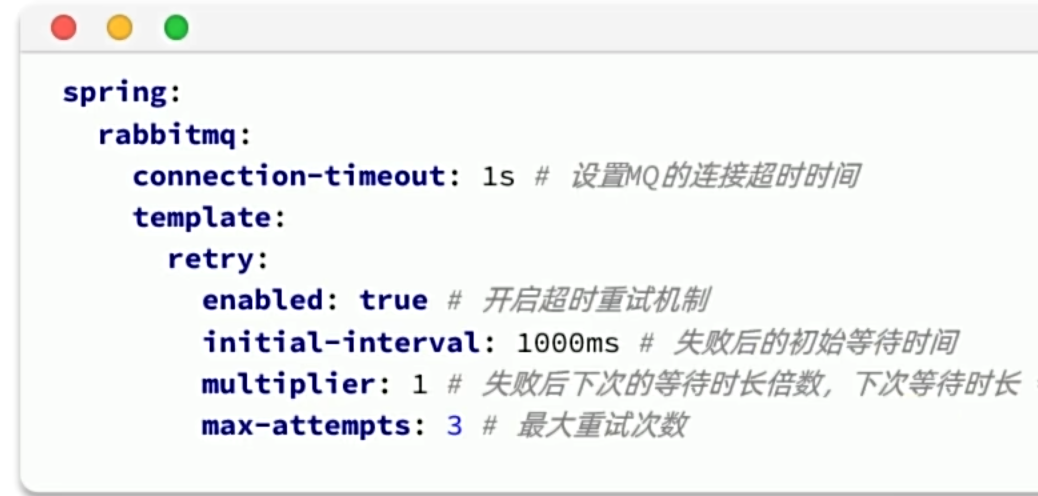 spring:
  rabbitmq:
    connection-timeout: 1s # 设置MQ的连接超时时间
    template:
      retry:
        enabled: true # 开启超时重试机制
        initial-interval: 1000ms # 失败后的初始等待时间
        multiplier: 1 # 失败后下次的等待时长倍数，下次等待时长
        max-attempts: 3 # 最大重试次数